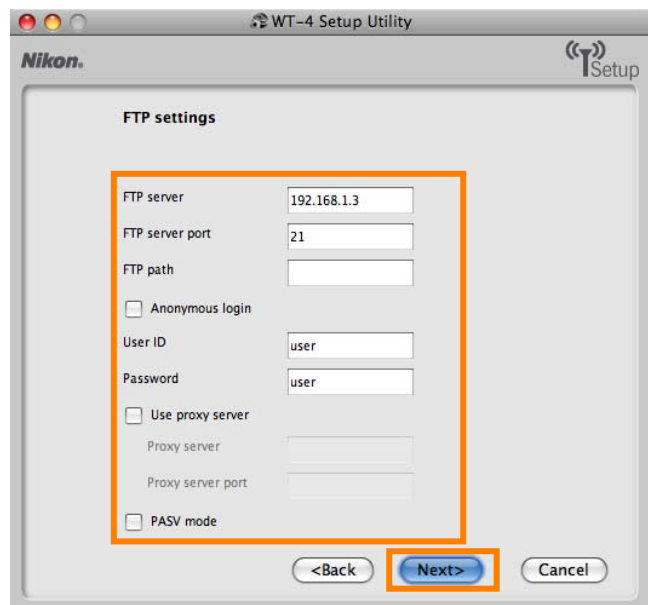 WT-4 Setup Utility
Nikon.
Setup
FTP settings
FTP server 192.168.1.3
FTP server port 21
FTP path
Anonymous login
User ID user
Password user
Use proxy server
Proxy server
Proxy server port
PASV mode
<Back Next> Cancel